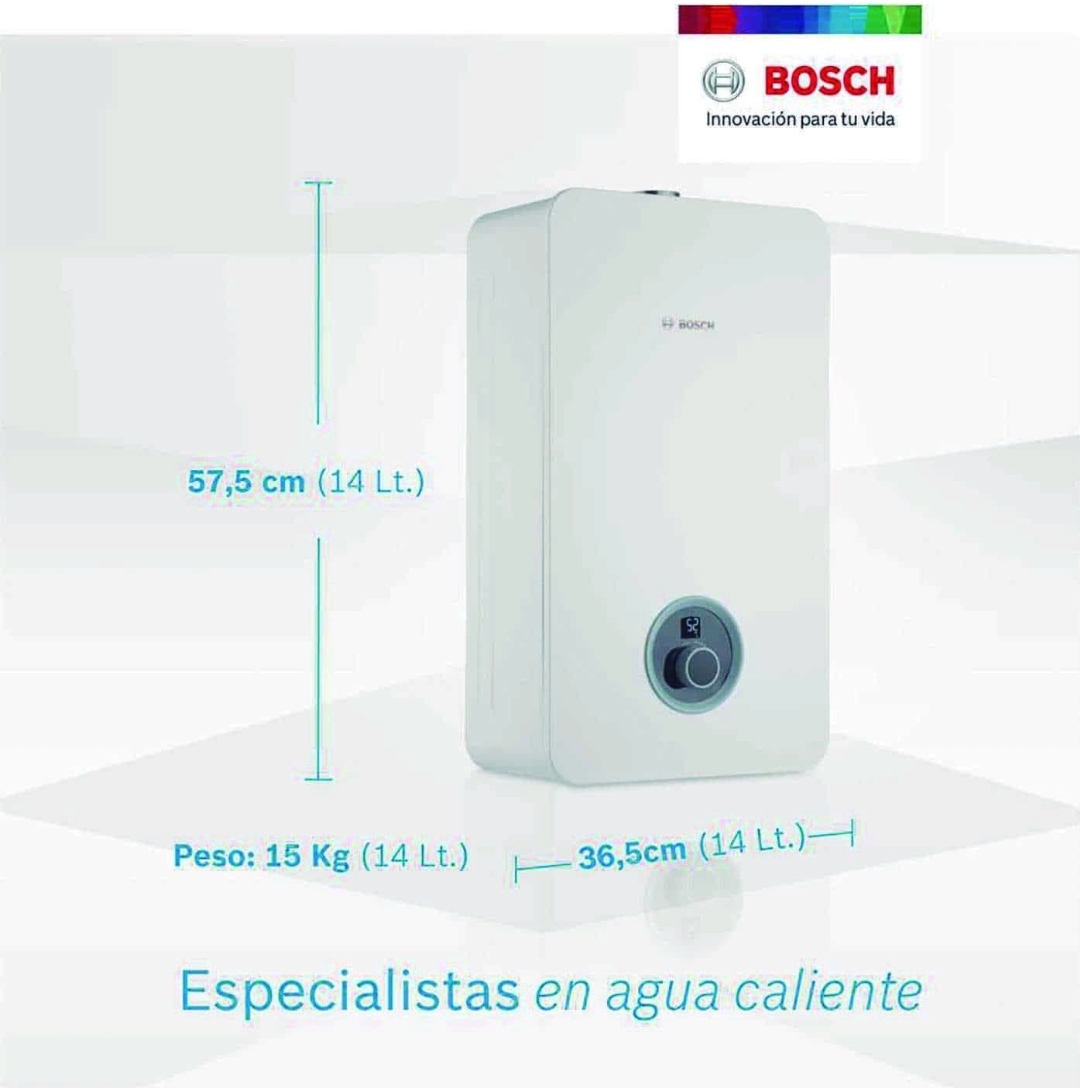 BOSCH
Innovación para tu vida
BOSCH
57,5 cm (14 Lt.)
52
Peso: 15 Kg (14 Lt.)
36,5cm (14 Lt.)
Especialistas en agua caliente